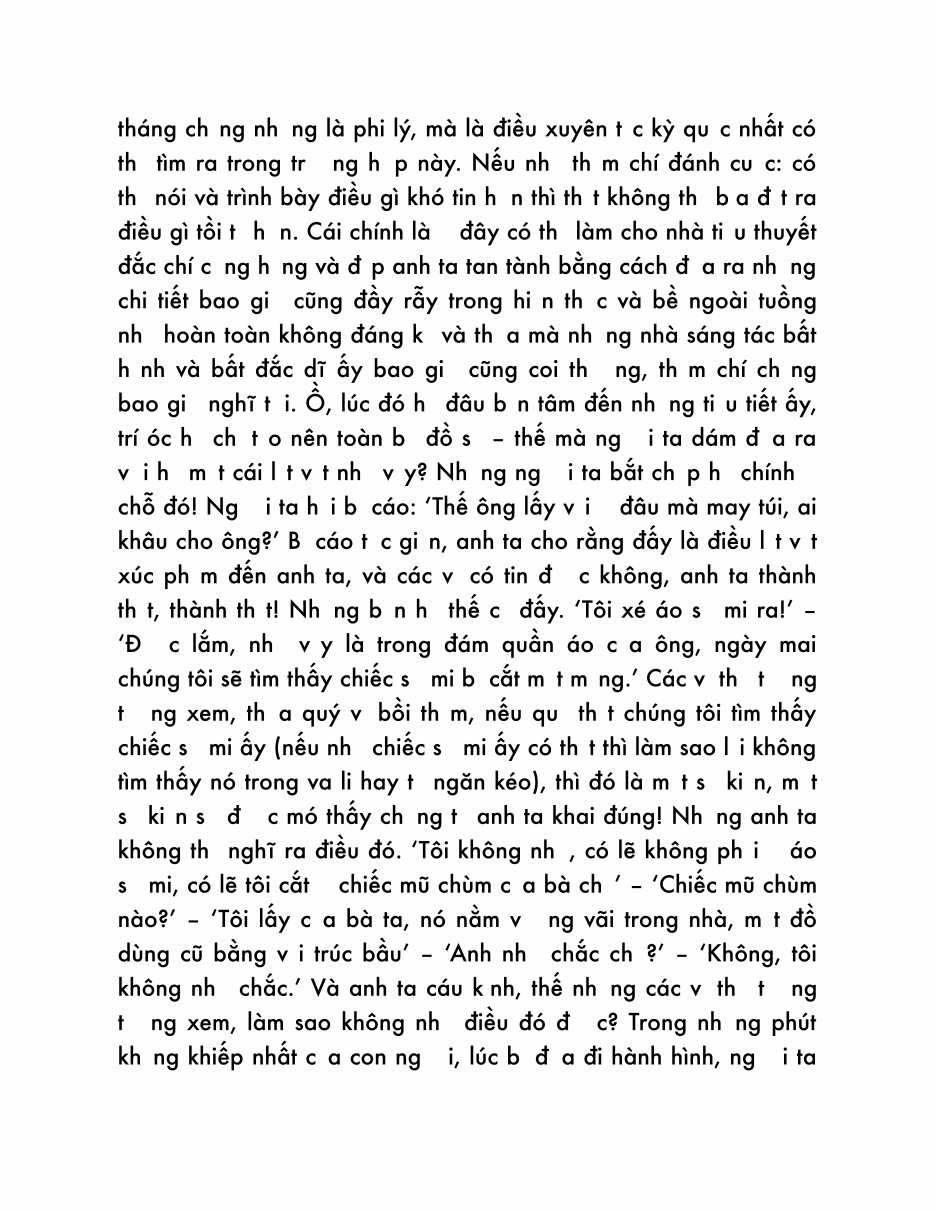 tháng ch ng nh ng là phi lý, mà là điều xuyên t c kỳ qu c nhất có
th tìm ra trong tr ng h p này. Nếu nh th m chí đánh cu c: có
th nói và trình bày điều gì khó tin h n thì th t không th b a đ t ra
điều gì tồi t h n. Cái chính là đây có th làm cho nhà ti u thuyết
đắc chí c ng h ng và đ p anh ta tan tành bằng cách đ a ra nh ng
chi tiết bao gi cũng đầy rẫy trong hi n th c và bề ngoài tuồng
nh hoàn toàn không đáng k và th a mà nh ng nhà sáng tác bất
h nh và bất đắc dĩ ấy bao gi cũng coi th ng, th m chí ch ng
bao gi nghĩ t i. Ồ, lúc đó h đâu b n tâm đến nh ng ti u tiết ấy,
trí óc h ch t o nên toàn b đồ s – thế mà ng i ta dám đ a ra
v i h m t cái l t v t nh v y? Nh ng ng i ta bắt ch p h chính
chỗ đó! Ng i ta h i b cáo: ‘Thế ông lấy v i đâu mà may túi, ai
khâu cho ông?’ B cáo t c gi n, anh ta cho rằng đấy là điều l t v t
xúc ph m đến anh ta, và các v có tin đ c không, anh ta thành
th t, thành th t! Nh ng b n h thế c đấy. ‘Tôi xé áo s mi ra!’ –
‘Đ c lắm, nh v y là trong đám quần áo c a ông, ngày mai
chúng tôi sẽ tìm thấy chiếc s mi b cắt m t m ng.’ Các v th t ng
t ng xem, th a quý v bồi th m, nếu qu th t chúng tôi tìm thấy
chiếc s mi ấy (nếu nh chiếc s mi ấy có th t thì làm sao l i không
tìm thấy nó trong va li hay t ngăn kéo), thì đó là m t s ki n, m t
s ki n s đ c mó thấy ch ng t anh ta khai đúng! Nh ng anh ta
không th nghĩ ra điều đó. ‘Tôi không nh , có lẽ không ph i áo
s mi, có lẽ tôi cắt chiếc mũ chùm c a bà ch ’ – ‘Chiếc mũ chùm
nào?’ – ‘Tôi lấy c a bà ta, nó nằm v ng vãi trong nhà, m t đồ
dùng cũ bằng v i trúc bầu’ – ‘Anh nh chắc ch ?’ – ‘Không, tôi
không nh chắc.’ Và anh ta cáu k nh, thế nh ng các v th t ng
t ng xem, làm sao không nh điều đó đ c? Trong nh ng phút
kh ng khiếp nhất c a con ng i, lúc b đ a đi hành hình, ng i ta